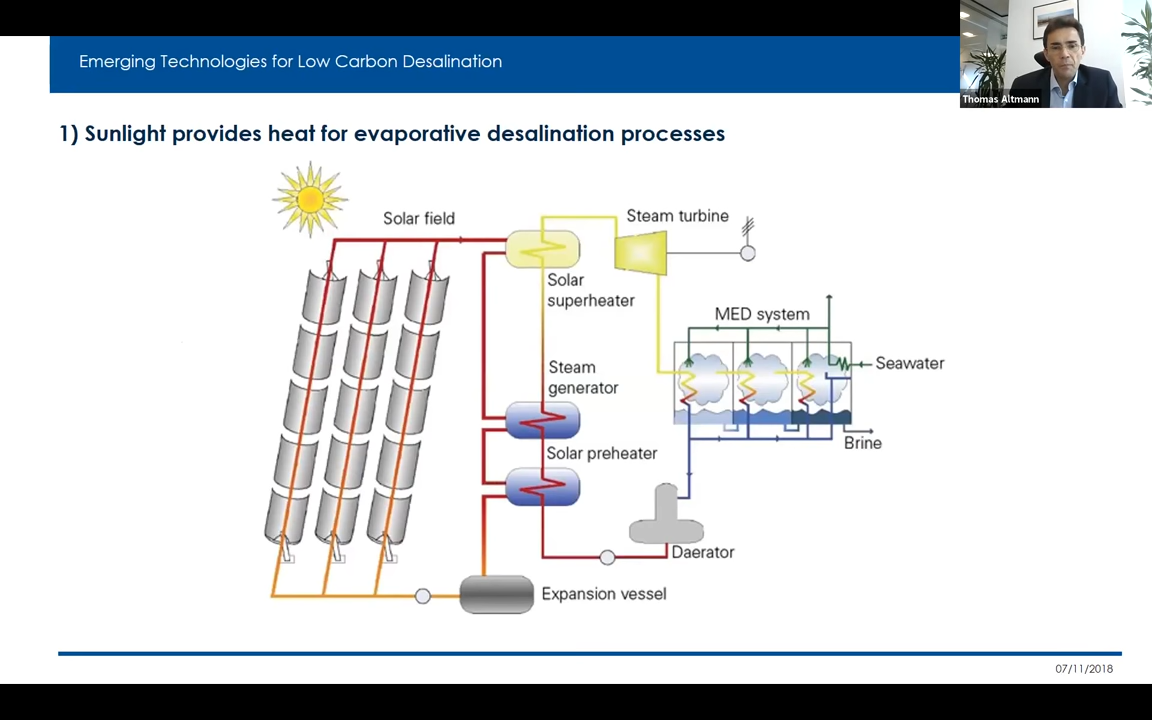 Emerging Technologies for Low Carbon Desalination
Thomas Altmann
1) Sunlight provides heat for evaporative desalination processes
Solar field
Steam turbine
Solar
superheater
MED system
Seawater
Steam
generator
Brine
Solar preheater
Daerator
Expansion vessel
07/11/2018